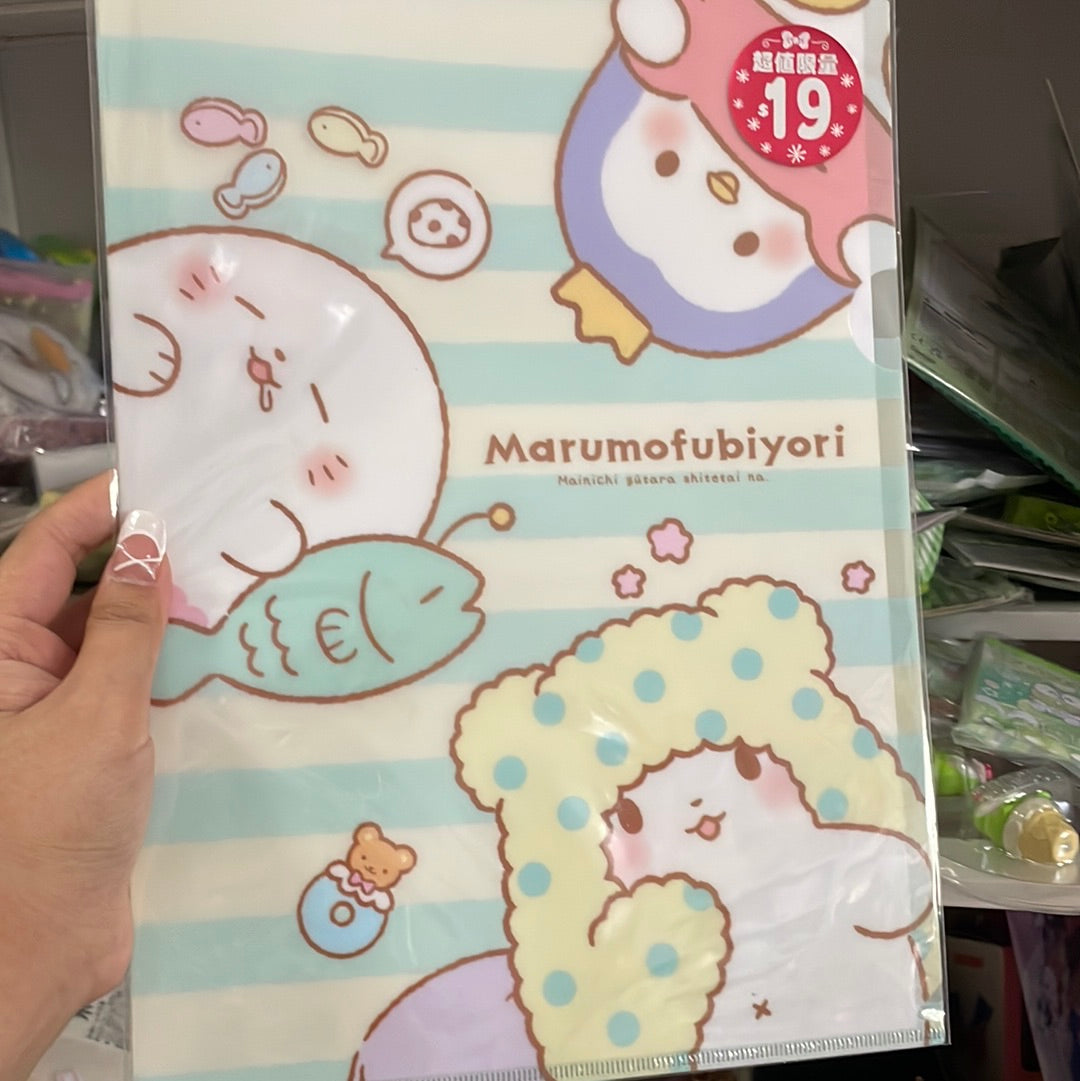 超值限量
$19
Marumofubiyori
Mainichi gūtara shitetai na.